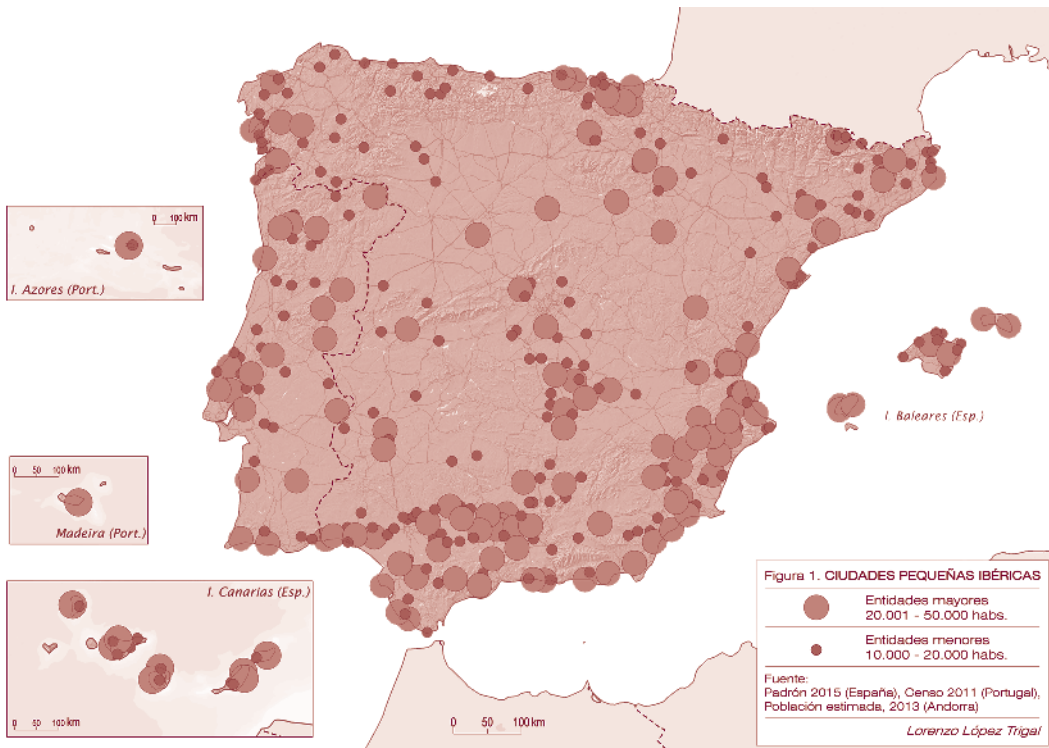 0 100 km
I. Azores (Port.)
I. Baleares (Esp.)
0 50 100 km
Madeira (Port.)
I. Canarias (Esp.)
0 50 100 km
0 50 100 km
Figura 1. CIUDADES PEQUEÑAS IBÉRICAS
Entidades mayores
20.001 - 50.000 habs.
Entidades menores
10.000 - 20.000 habs.
Fuente:
Padrón 2015 (España), Censo 2011 (Portugal),
Población estimada, 2013 (Andorra)
Lorenzo López Trigal